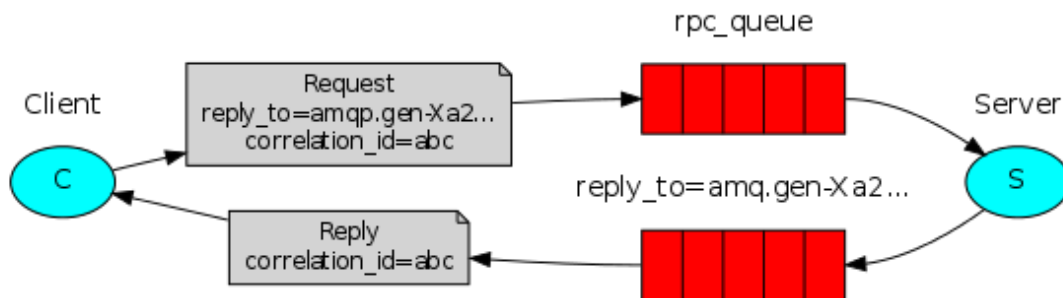 rpc_queue
Client
Request
reply_to=amqp.gen-Xa2...
correlation_id=abc
Server
C
S
reply_to=amq.gen-Xa2...
Reply
correlation_id=abc